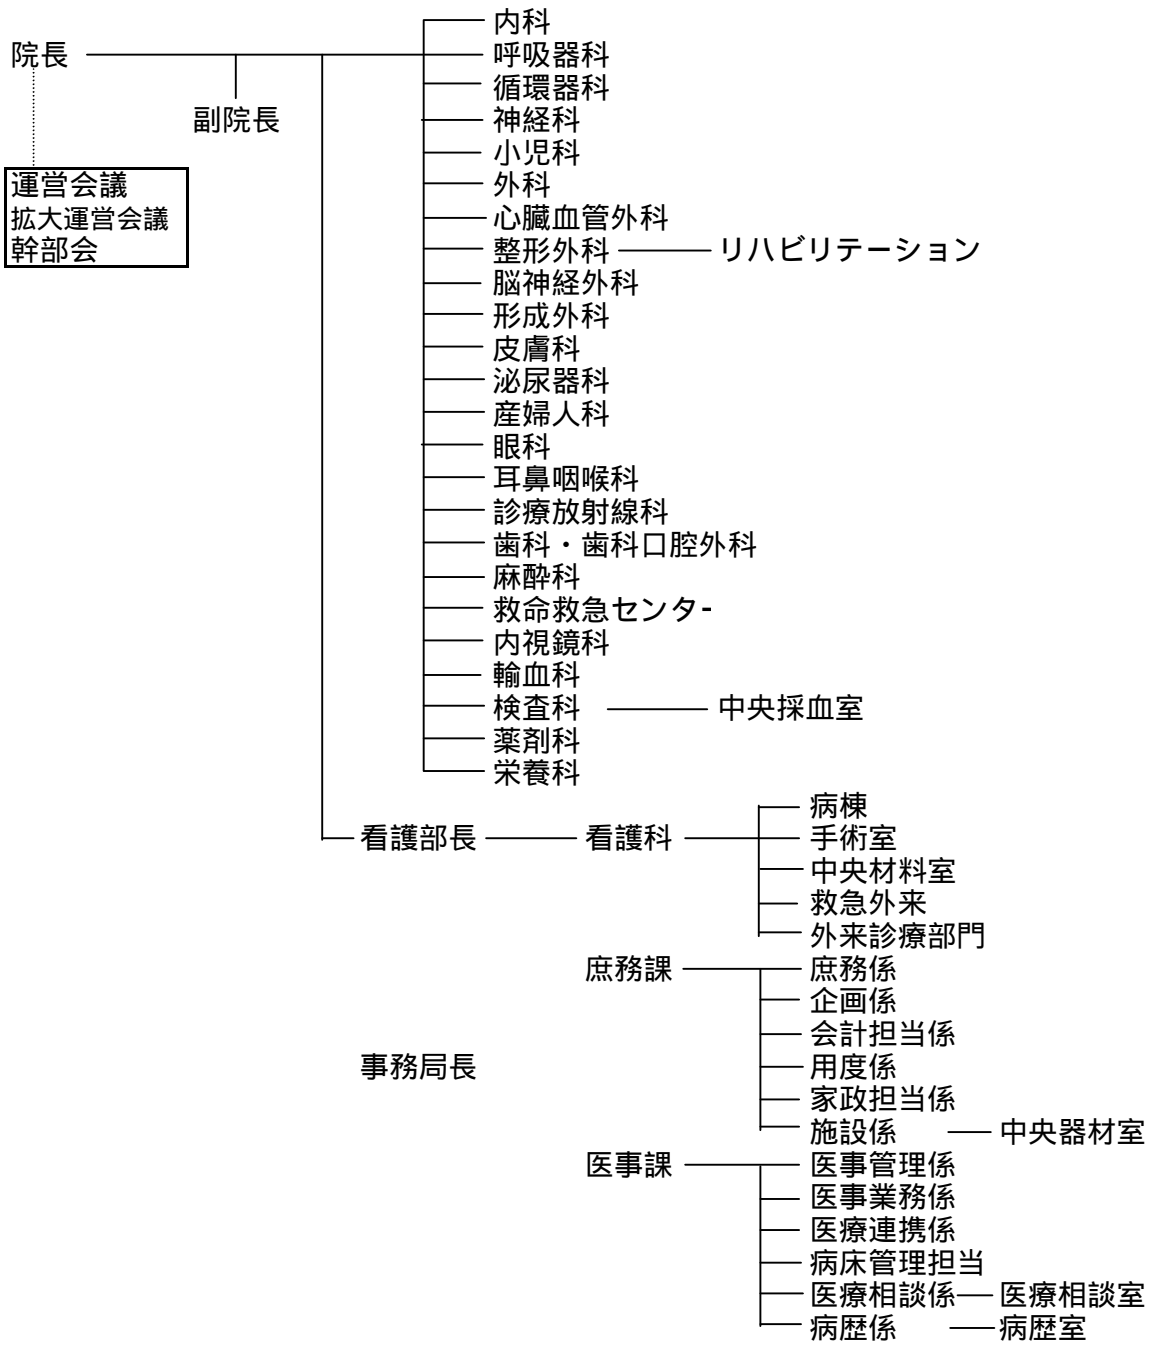 内科
院長 呼吸器科
循環器科
副院長 神経科
小児科
運営会議 外科
拡大運営会議 心臓血管外科
幹部会 整形外科 リハビリテーション
脳神経外科
形成外科
皮膚科
泌尿器科
産婦人科
眼科
耳鼻咽喉科
診療放射線科
歯科・歯科口腔外科
麻酔科
救命救急センタ-
内視鏡科
輸血科
検査科 中央採血室
薬剤科
栄養科
病棟
看護部長 看護科 手術室
中央材料室
救急外来
外来診療部門
庶務課 庶務係
企画係
会計担当係
事務局長 用度係
家政担当係
施設係 中央器材室
医事課 医事管理係
医事業務係
医療連携係
病床管理担当
医療相談係 医療相談室
病歴係 病歴室